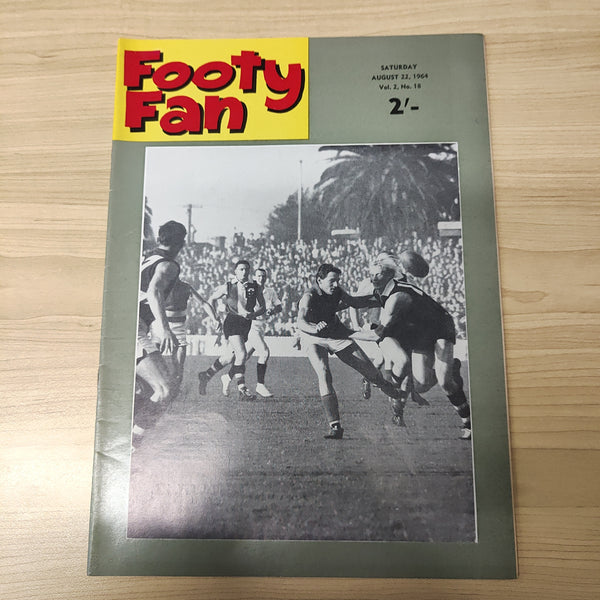 Footy
Fan
SATURDAY
AUGUST 22, 1964
Vol. 2, No. 18
2'-